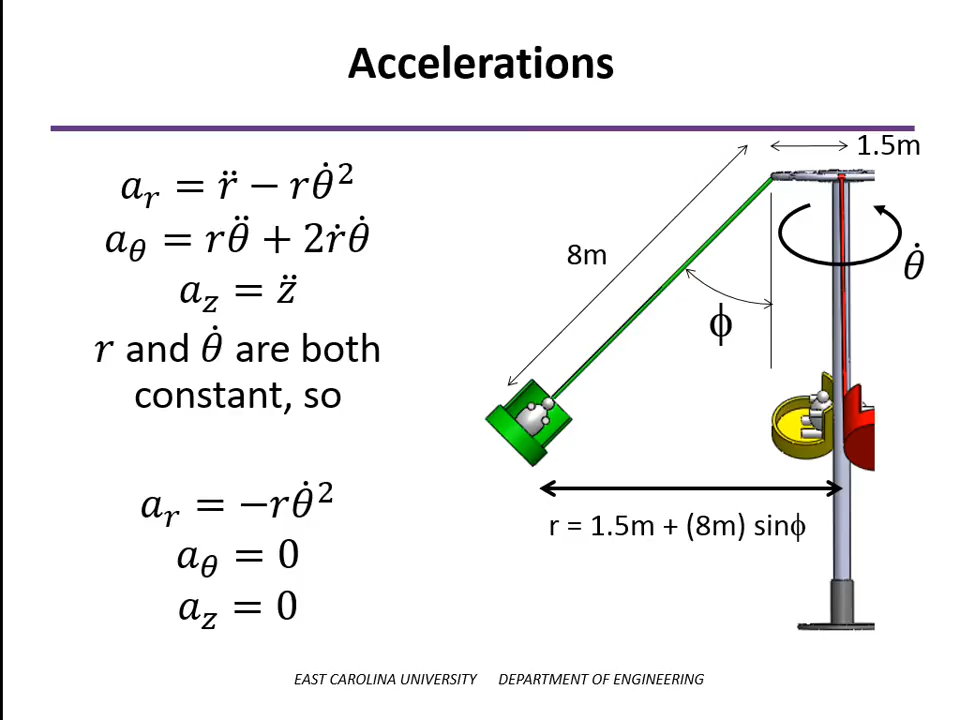 Accelerations
1.5m
a_r = r̈ − rθ̇²
a_θ = rθ̈ + 2ṙθ̇
a_z = z̈
r and θ̇ are both
constant, so
a_r = −rθ̇²
a_θ = 0
a_z = 0
8m
θ̇
ϕ
r = 1.5m + (8m) sinϕ
EAST CAROLINA UNIVERSITY DEPARTMENT OF ENGINEERING